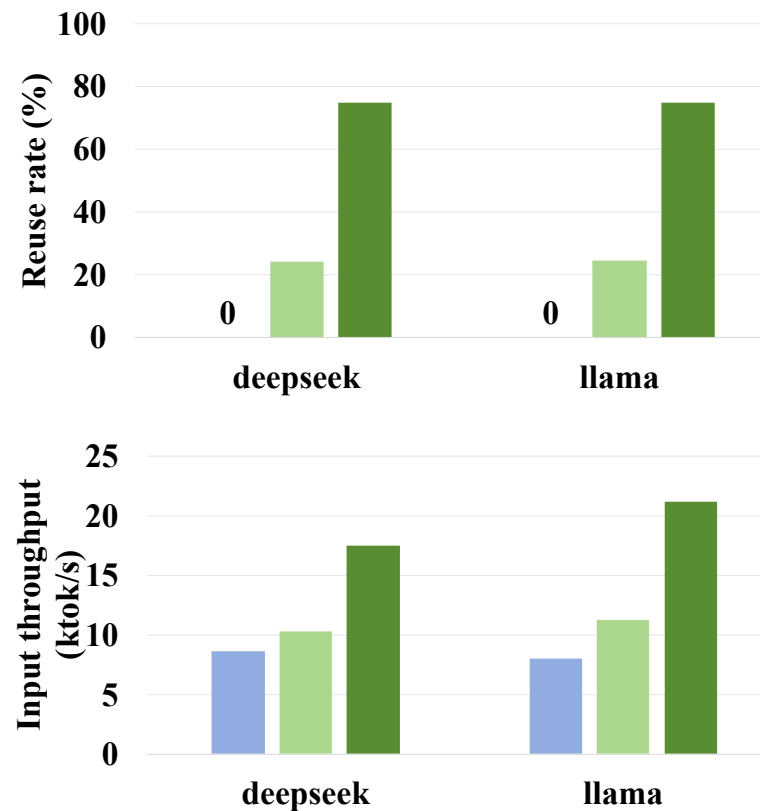 Reuse rate (%)
100
80
60
40
20
0
0
0
deepseek
llama
Input throughput
(ktok/s)
25
20
15
10
5
0
deepseek
llama